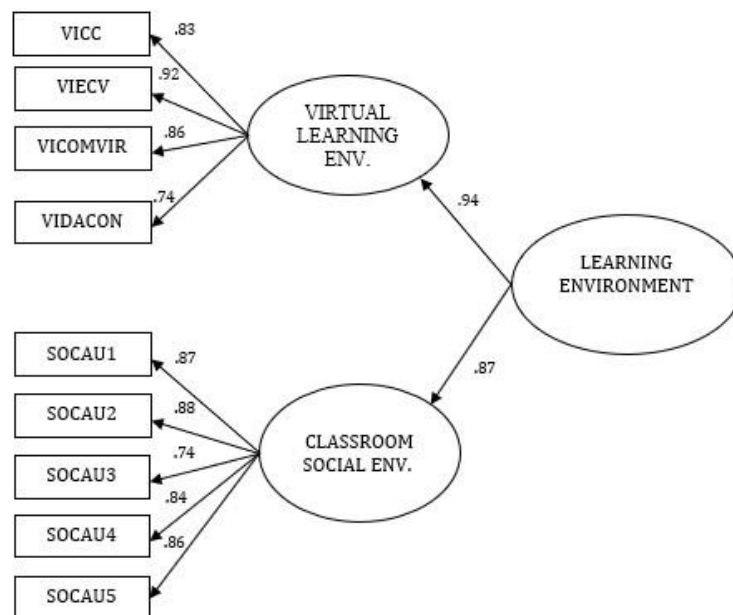 VICC
.83
VIECV
.92
VICOMVIR
.86
VIDACON
.74
VIRTUAL
LEARNING
ENV.
.94
LEARNING
ENVIRONMENT
.87
SOCAU1
.87
SOCAU2
.88
SOCAU3
.74
SOCAU4
.84
SOCAU5
.86
CLASSROOM
SOCIAL ENV.